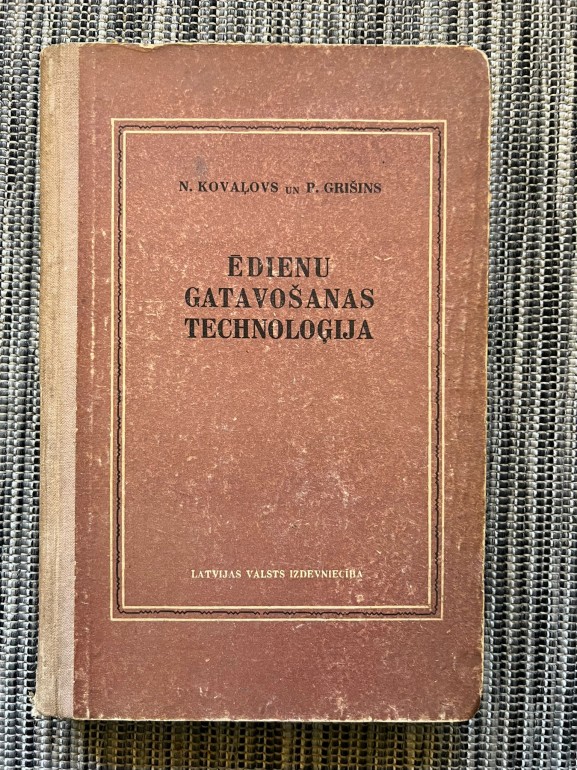 N. KOVAĻOVS UN P. GRIŠINS
ĒDIENU
GATAVOŠANAS
TECHNOLOĢIJA
LATVIJAS VALSTS IZDEVNIECĪBA